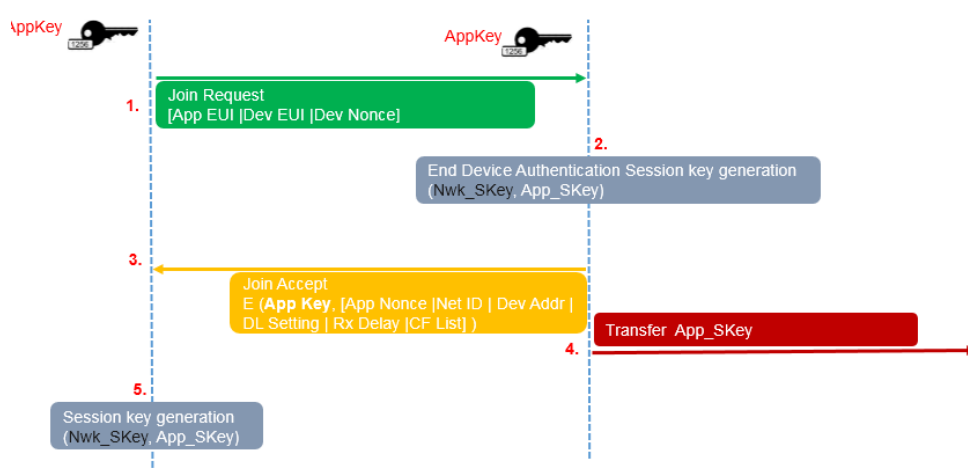 AppKey
1256
AppKey
1256
1.
Join Request
[App EUI |Dev EUI |Dev Nonce]
2.
End Device Authentication Session key generation
(Nwk_SKey, App_SKey)
3.
Join Accept
E (App Key, [App Nonce |Net ID | Dev Addr |
DL Setting | Rx Delay |CF List] )
Transfer App_SKey
4.
5.
Session key generation
(Nwk_SKey, App_SKey)